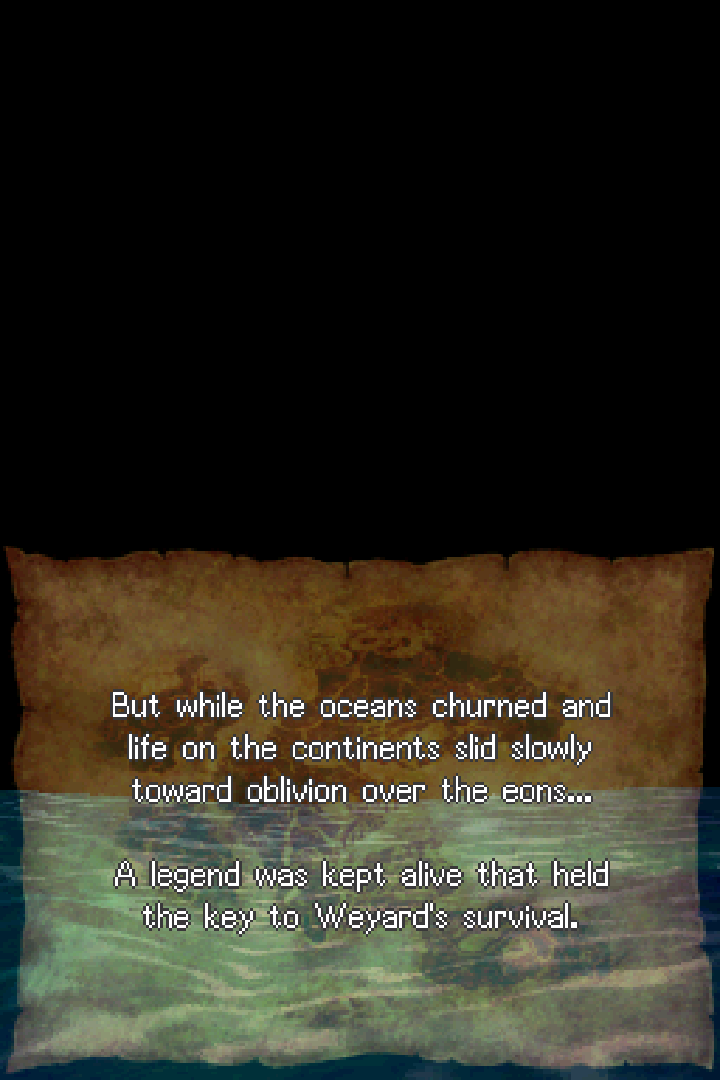 But while the oceans churned and
life on the continents slid slowly
toward oblivion over the eons...
A legend was kept alive that held
the key to Weyard's survival.